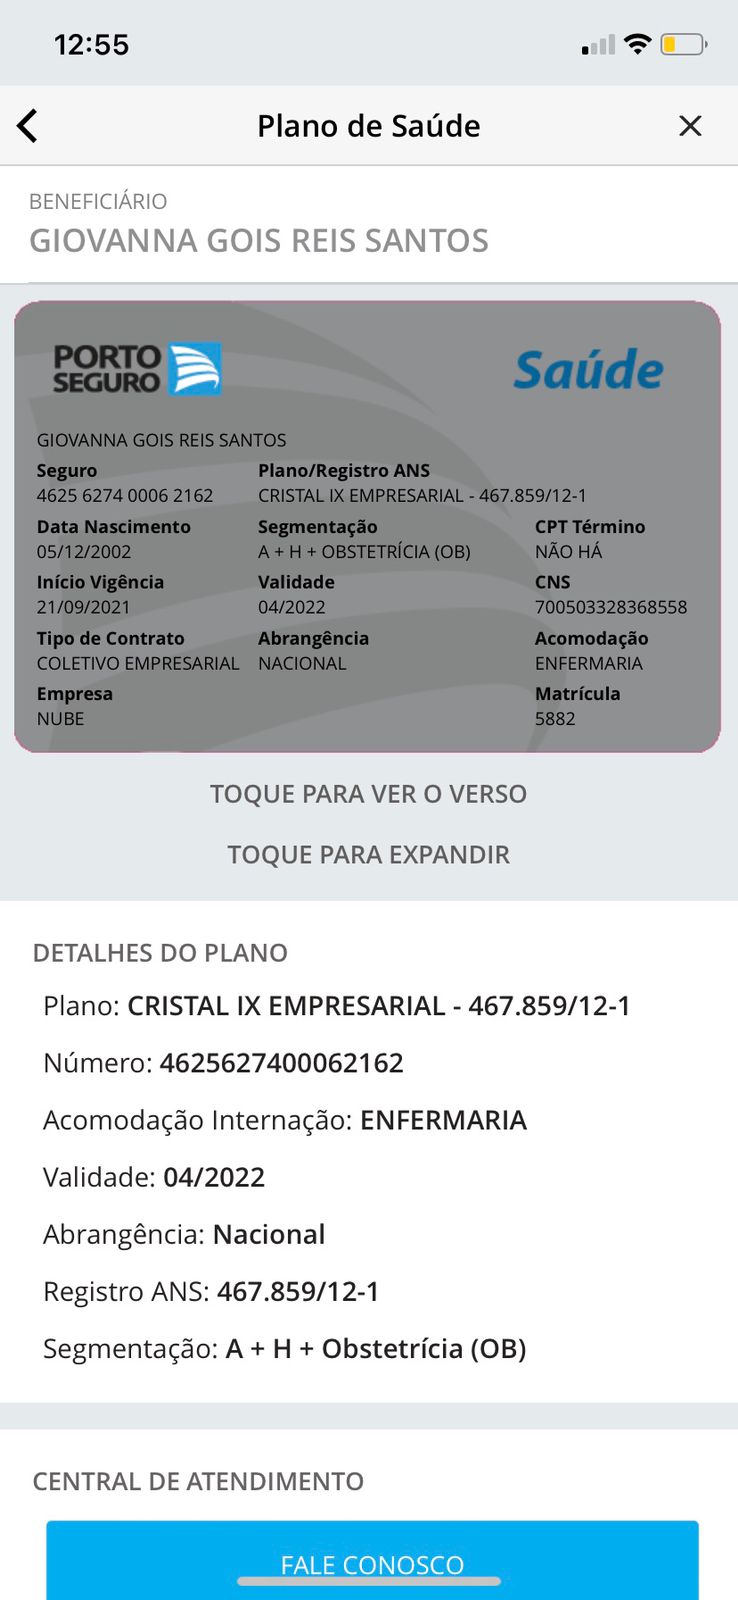 12:55
Plano de Saúde
BENEFICIÁRIO
GIOVANNA GOIS REIS SANTOS
PORTO
SEGURO
Saúde
GIOVANNA GOIS REIS SANTOS
Seguro Plano/Registro ANS
4625 6274 0006 2162 CRISTAL IX EMPRESARIAL - 467.859/12-1
Data Nascimento Segmentação CPT Término
05/12/2002 A + H + OBSTETRÍCIA (OB) NÃO HÁ
Início Vigência Validade CNS
21/09/2021 04/2022 700503328368558
Tipo de Contrato Abrangência Acomodação
COLETIVO EMPRESARIAL NACIONAL ENFERMARIA
Empresa Matrícula
NUBE 5882
TOQUE PARA VER O VERSO
TOQUE PARA EXPANDIR
DETALHES DO PLANO
Plano: CRISTAL IX EMPRESARIAL - 467.859/12-1
Número: 4625627400062162
Acomodação Internação: ENFERMARIA
Validade: 04/2022
Abrangência: Nacional
Registro ANS: 467.859/12-1
Segmentação: A + H + Obstetrícia (OB)
CENTRAL DE ATENDIMENTO
FALE CONOSCO